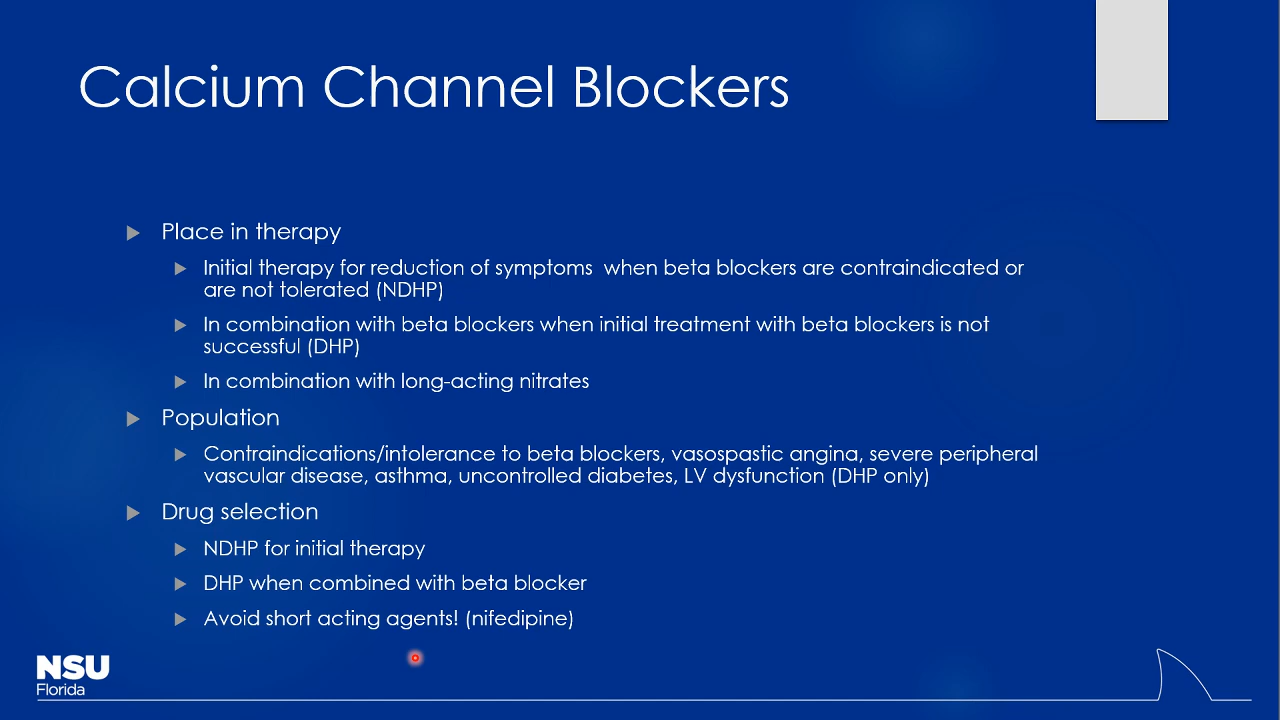 Calcium Channel Blockers
Place in therapy
Initial therapy for reduction of symptoms  when beta blockers are contraindicated or
are not tolerated (NDHP)
In combination with beta blockers when initial treatment with beta blockers is not
successful (DHP)
In combination with long-acting nitrates
Population
Contraindications/intolerance to beta blockers, vasospastic angina, severe peripheral
vascular disease, asthma, uncontrolled diabetes, LV dysfunction (DHP only)
Drug selection
NDHP for initial therapy
DHP when combined with beta blocker
Avoid short acting agents! (nifedipine)
NSU
Florida